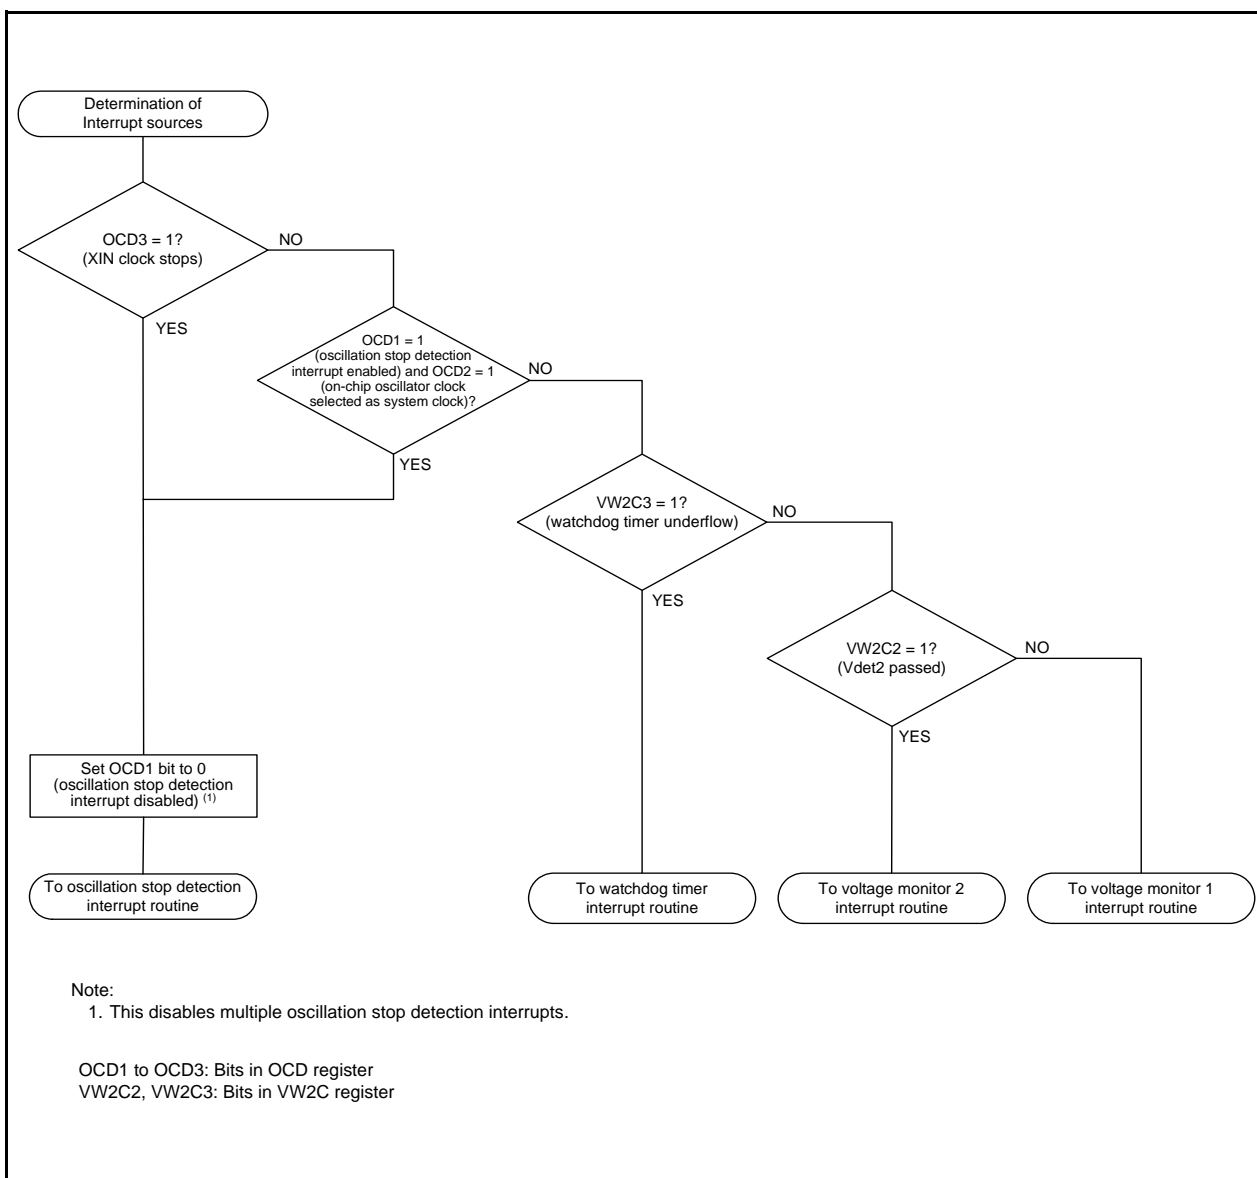 Determination of
Interrupt sources
OCD3 = 1?
(XIN clock stops)
NO
YES
OCD1 = 1
(oscillation stop detection
interrupt enabled) and OCD2 = 1
(on-chip oscillator clock
selected as system clock)?
NO
YES
VW2C3 = 1?
(watchdog timer underflow)
NO
YES
VW2C2 = 1?
(Vdet2 passed)
NO
YES
Set OCD1 bit to 0
(oscillation stop detection
interrupt disabled) (1)
To oscillation stop detection
interrupt routine
To watchdog timer
interrupt routine
To voltage monitor 2
interrupt routine
To voltage monitor 1
interrupt routine
Note:
1. This disables multiple oscillation stop detection interrupts.
OCD1 to OCD3: Bits in OCD register
VW2C2, VW2C3: Bits in VW2C register